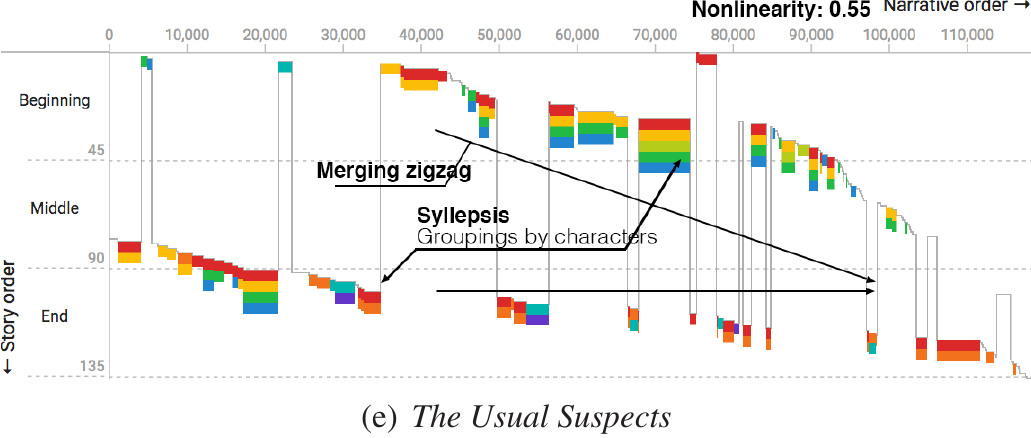 Nonlinearity: 0.55 Narrative order →
0 10,000 20,000 30,000 40,000 50,000 60,000 70,000 80,000 90,000 100,000 110,000
Beginning
45
Merging zigzag
Middle
Syllepsis
Groupings by characters
90
← Story order
End
135
(e) The Usual Suspects